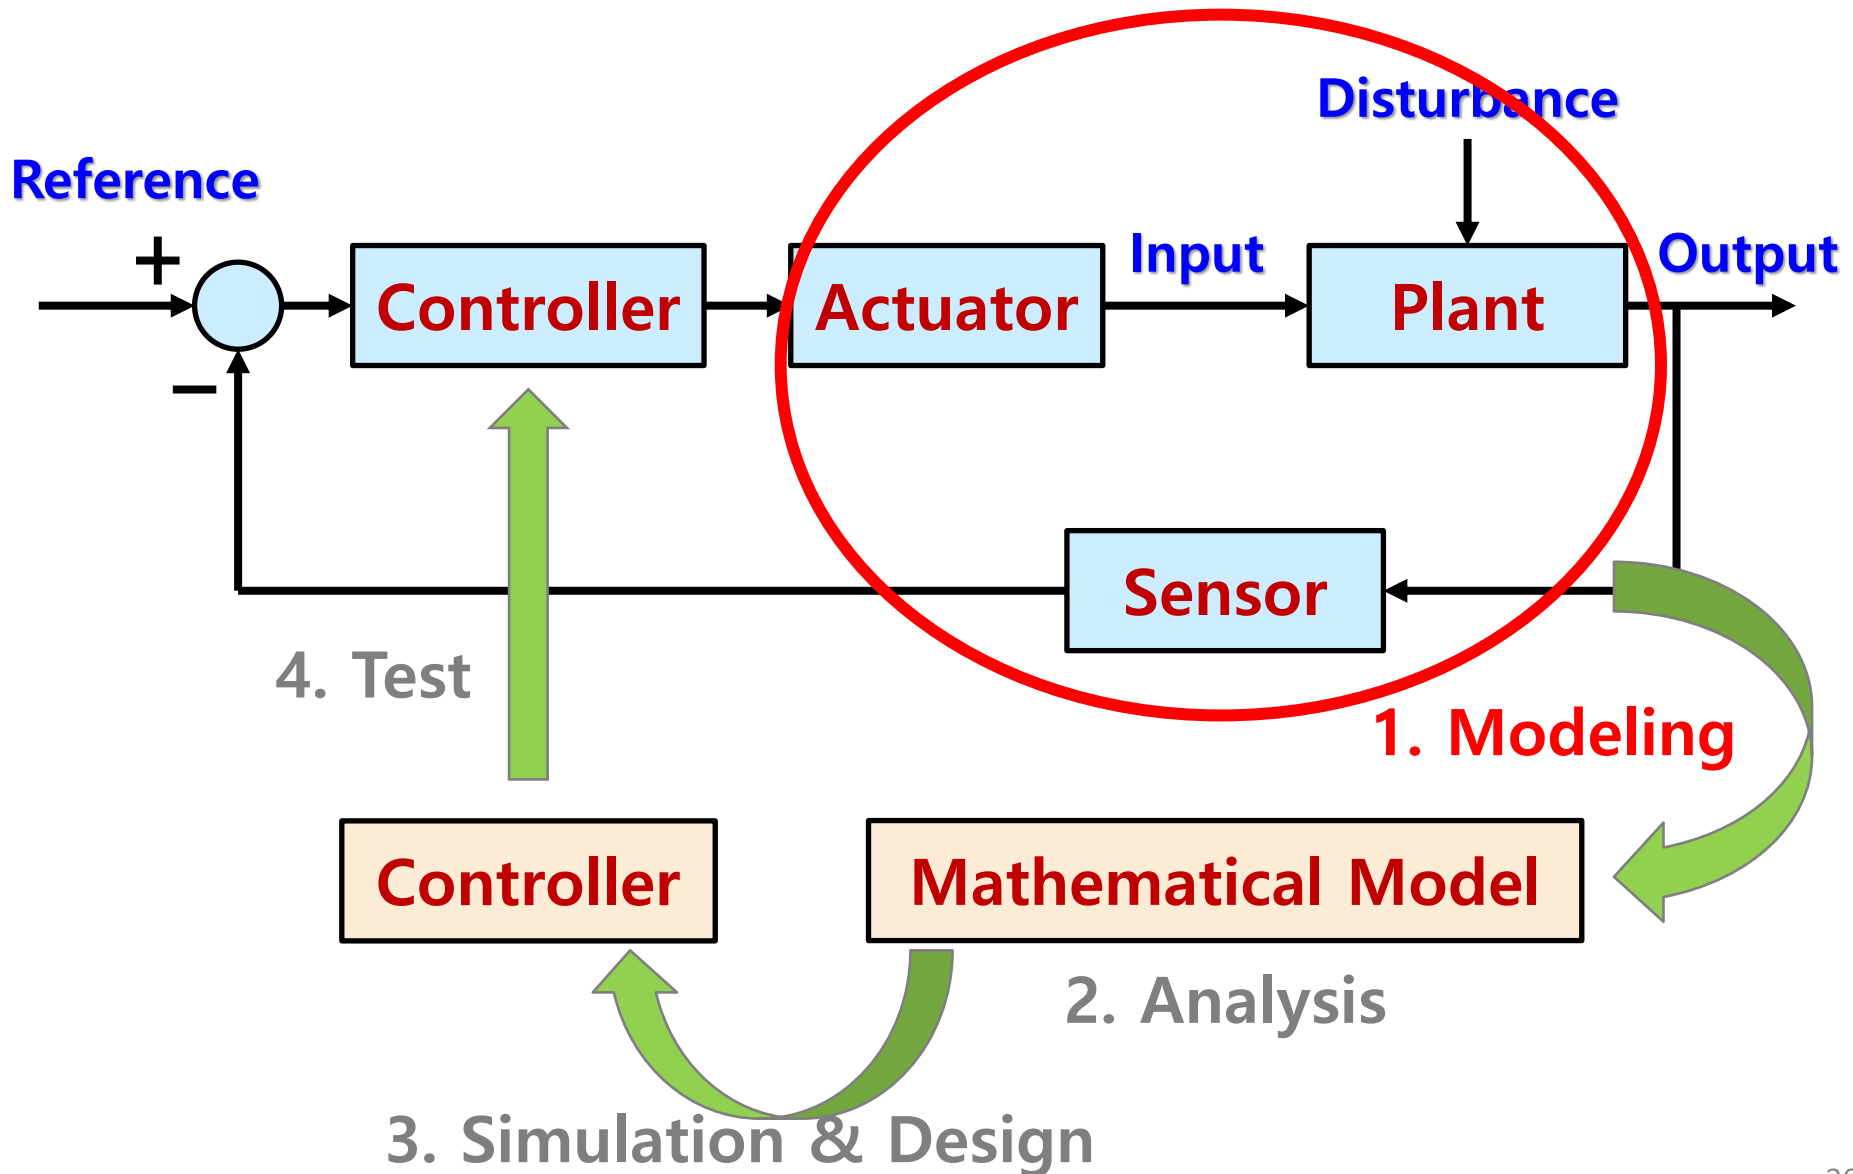 Disturbance
Reference
+
Input
Output
Controller
Actuator
Plant
−
Sensor
4. Test
1. Modeling
Controller
Mathematical Model
2. Analysis
3. Simulation & Design